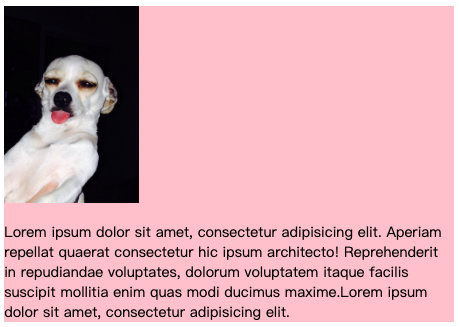 Lorem ipsum dolor sit amet, consectetur adipisicing elit. Aperiam
repellat quaerat consectetur hic ipsum architecto! Reprehenderit
in repudiandae voluptates, dolorum voluptatem itaque facilis
suscipit mollitia enim quas modi ducimus maxime.Lorem ipsum
dolor sit amet, consectetur adipisicing elit.